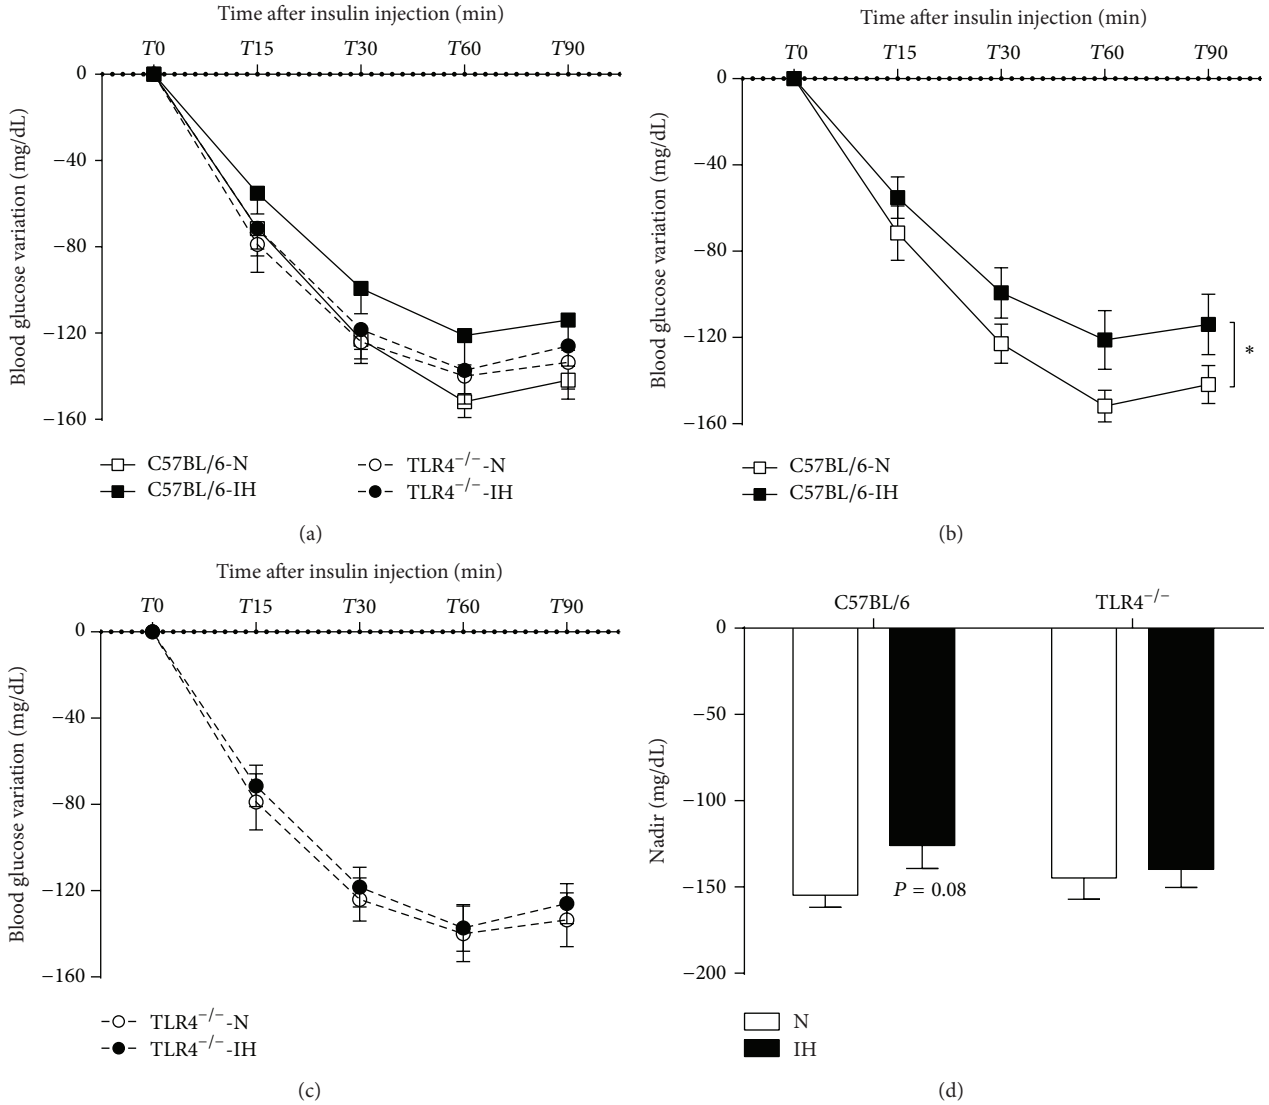 Time after insulin injection (min)
T0 T15 T30 T60 T90
0
−40
−80
−120
−160
Blood glucose variation (mg/dL)
C57BL/6-N
C57BL/6-IH
TLR4−/−-N
TLR4−/−-IH
(a)
Time after insulin injection (min)
T0 T15 T30 T60 T90
0
−40
−80
−120
−160
Blood glucose variation (mg/dL)
*
C57BL/6-N
C57BL/6-IH
(b)
Time after insulin injection (min)
T0 T15 T30 T60 T90
0
−40
−80
−120
−160
Blood glucose variation (mg/dL)
TLR4−/−-N
TLR4−/−-IH
(c)
C57BL/6 TLR4−/−
0
−50
−100
−150
−200
Nadir (mg/dL)
P = 0.08
N
IH
(d)